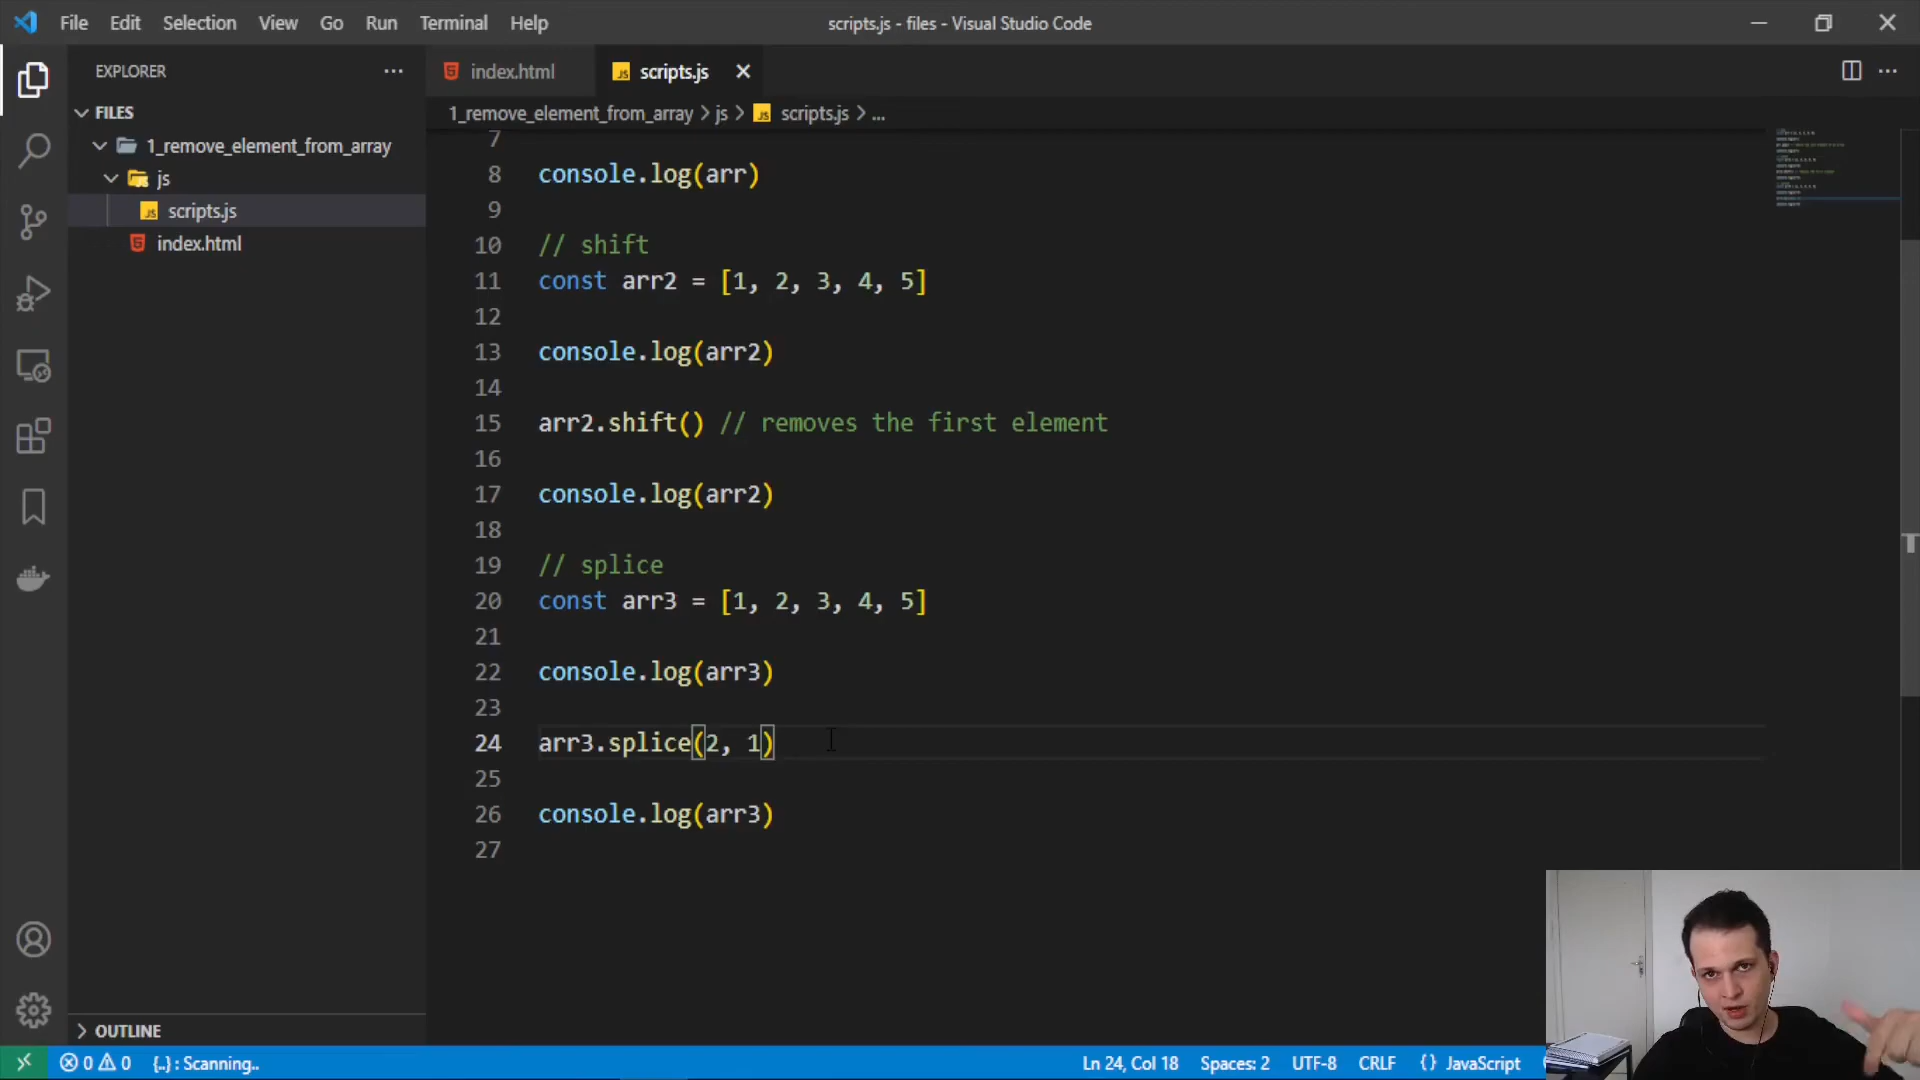 File Edit Selection View Go Run Terminal Help
scripts.js - files - Visual Studio Code
EXPLORER
FILES
1_remove_element_from_array
js
scripts.js
index.html
OUTLINE
index.html
scripts.js
1_remove_element_from_array > js > scripts.js > ...
7
8 console.log(arr)
9
10 // shift
11 const arr2 = [1, 2, 3, 4, 5]
12
13 console.log(arr2)
14
15 arr2.shift() // removes the first element
16
17 console.log(arr2)
18
19 // splice
20 const arr3 = [1, 2, 3, 4, 5]
21
22 console.log(arr3)
23
24 arr3.splice(2, 1)
25
26 console.log(arr3)
27
0 0 {..} : Scanning..
Ln 24, Col 18 Spaces: 2 UTF-8 CRLF {} JavaScript